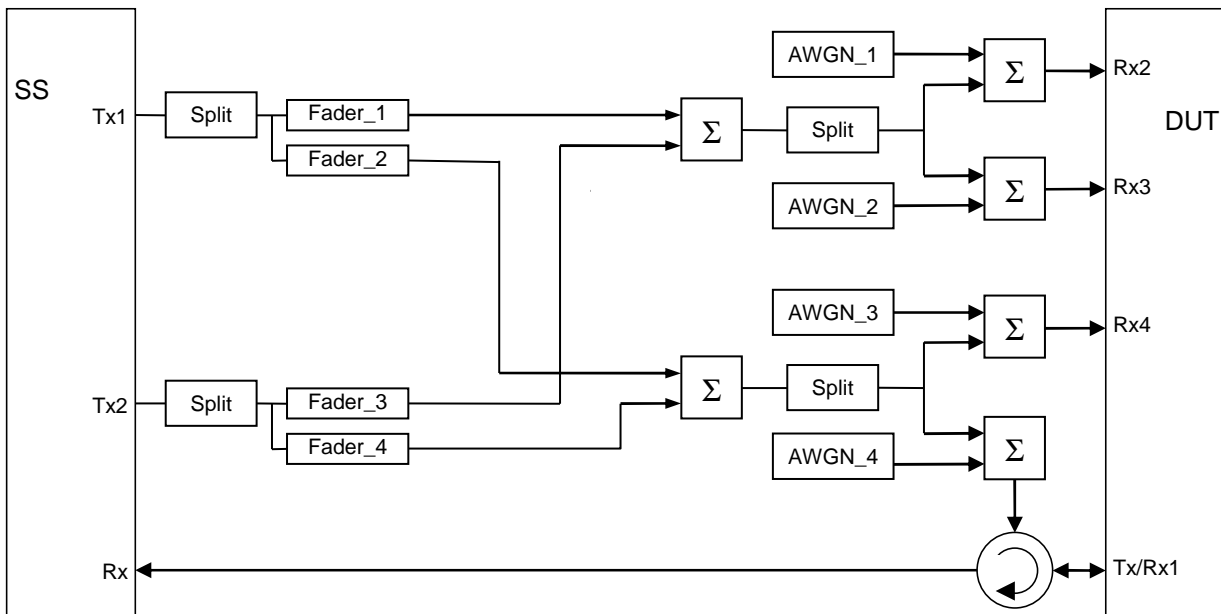 SS
DUT
AWGN_1
Σ
Rx2
Tx1
Split
Fader_1
Fader_2
Σ
Split
AWGN_2
Σ
Rx3
AWGN_3
Σ
Rx4
Tx2
Split
Fader_3
Fader_4
Σ
Split
AWGN_4
Σ
Rx
Tx/Rx1